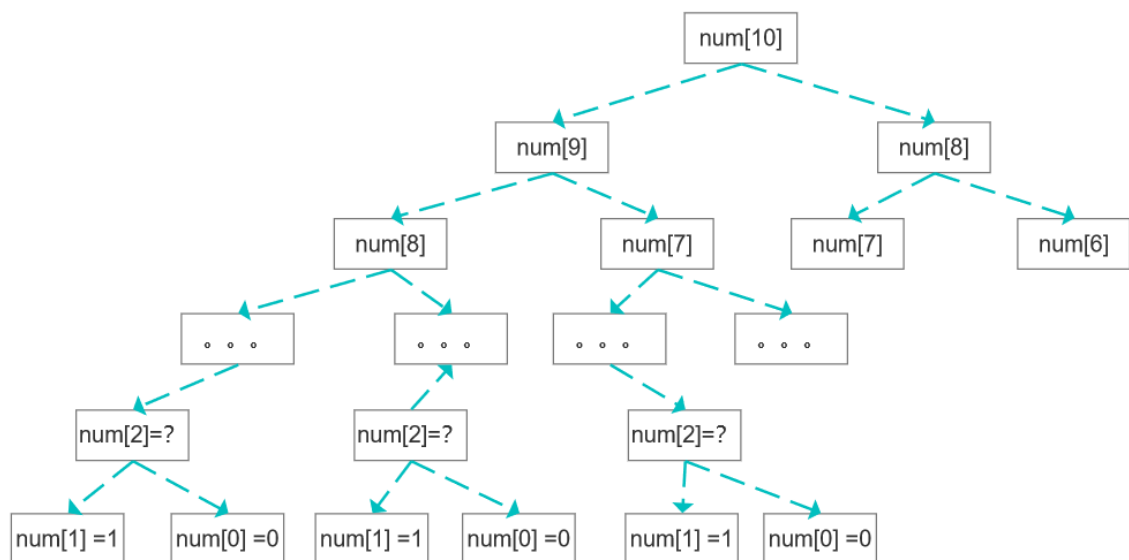 num[10]
num[9]
num[8]
num[8]
num[7]
num[7]
num[6]
。。。
。。。
。。。
。。。
num[2]=?
num[2]=?
num[2]=?
num[1] =1
num[0] =0
num[1] =1
num[0] =0
num[1] =1
num[0] =0